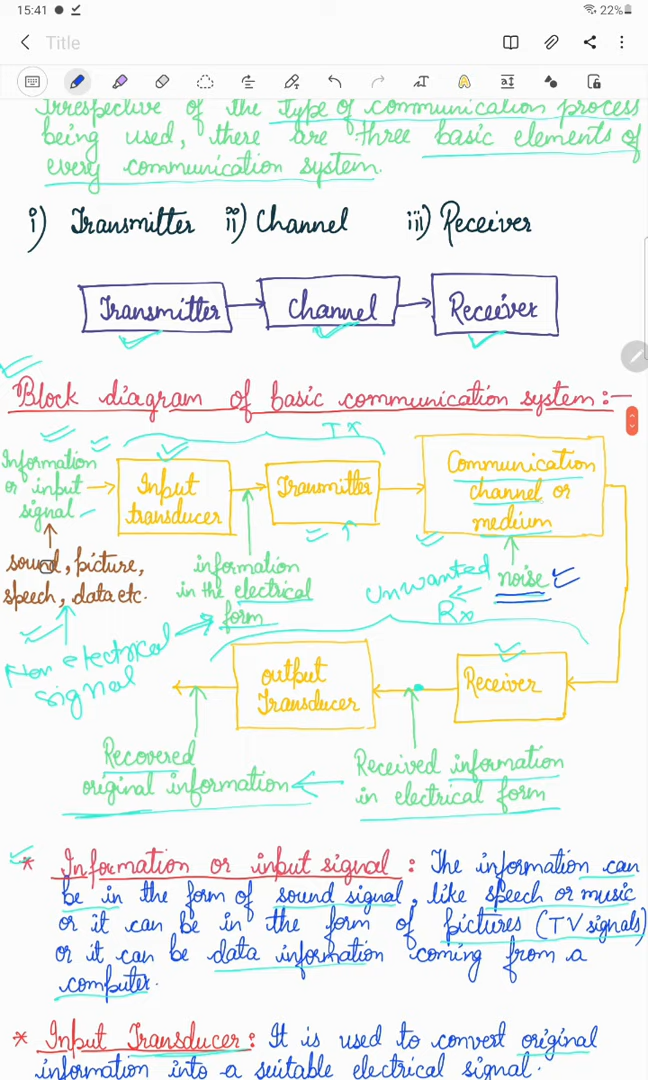 15:41
22%
Title
Irrespective of the type of communication process
being used, there are three basic elements of
every communication system.
i) Transmitter ii) Channel iii) Receiver
Transmitter
Channel
Receiver
Block diagram of basic communication system:-
Tx
Information
or input
signal
Input
transducer
Transmitter
Communication
channel or
medium
sound, picture,
speech, data etc.
information
in the electrical
form
Unwanted
noise
Rx
Non electrical
signal
output
Transducer
Receiver
Recovered
original information
Received information
in electrical form
* Information or input signal : The information can
be in the form of sound signal, like speech or music
or it can be in the form of pictures (TV signals)
or it can be data information coming from a
computer.
* Input Transducer : It is used to convert original
information into a suitable electrical signal.